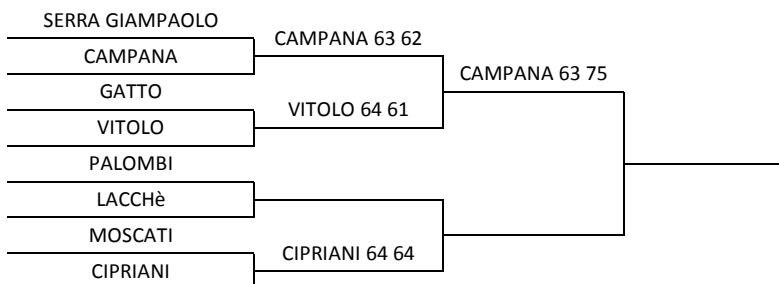 SERRA GIAMPAOLO
CAMPANA 63 62
CAMPANA
CAMPANA 63 75
GATTO
VITOLO 64 61
VITOLO
PALOMBI
LACCHè
MOSCATI
CIPRIANI 64 64
CIPRIANI